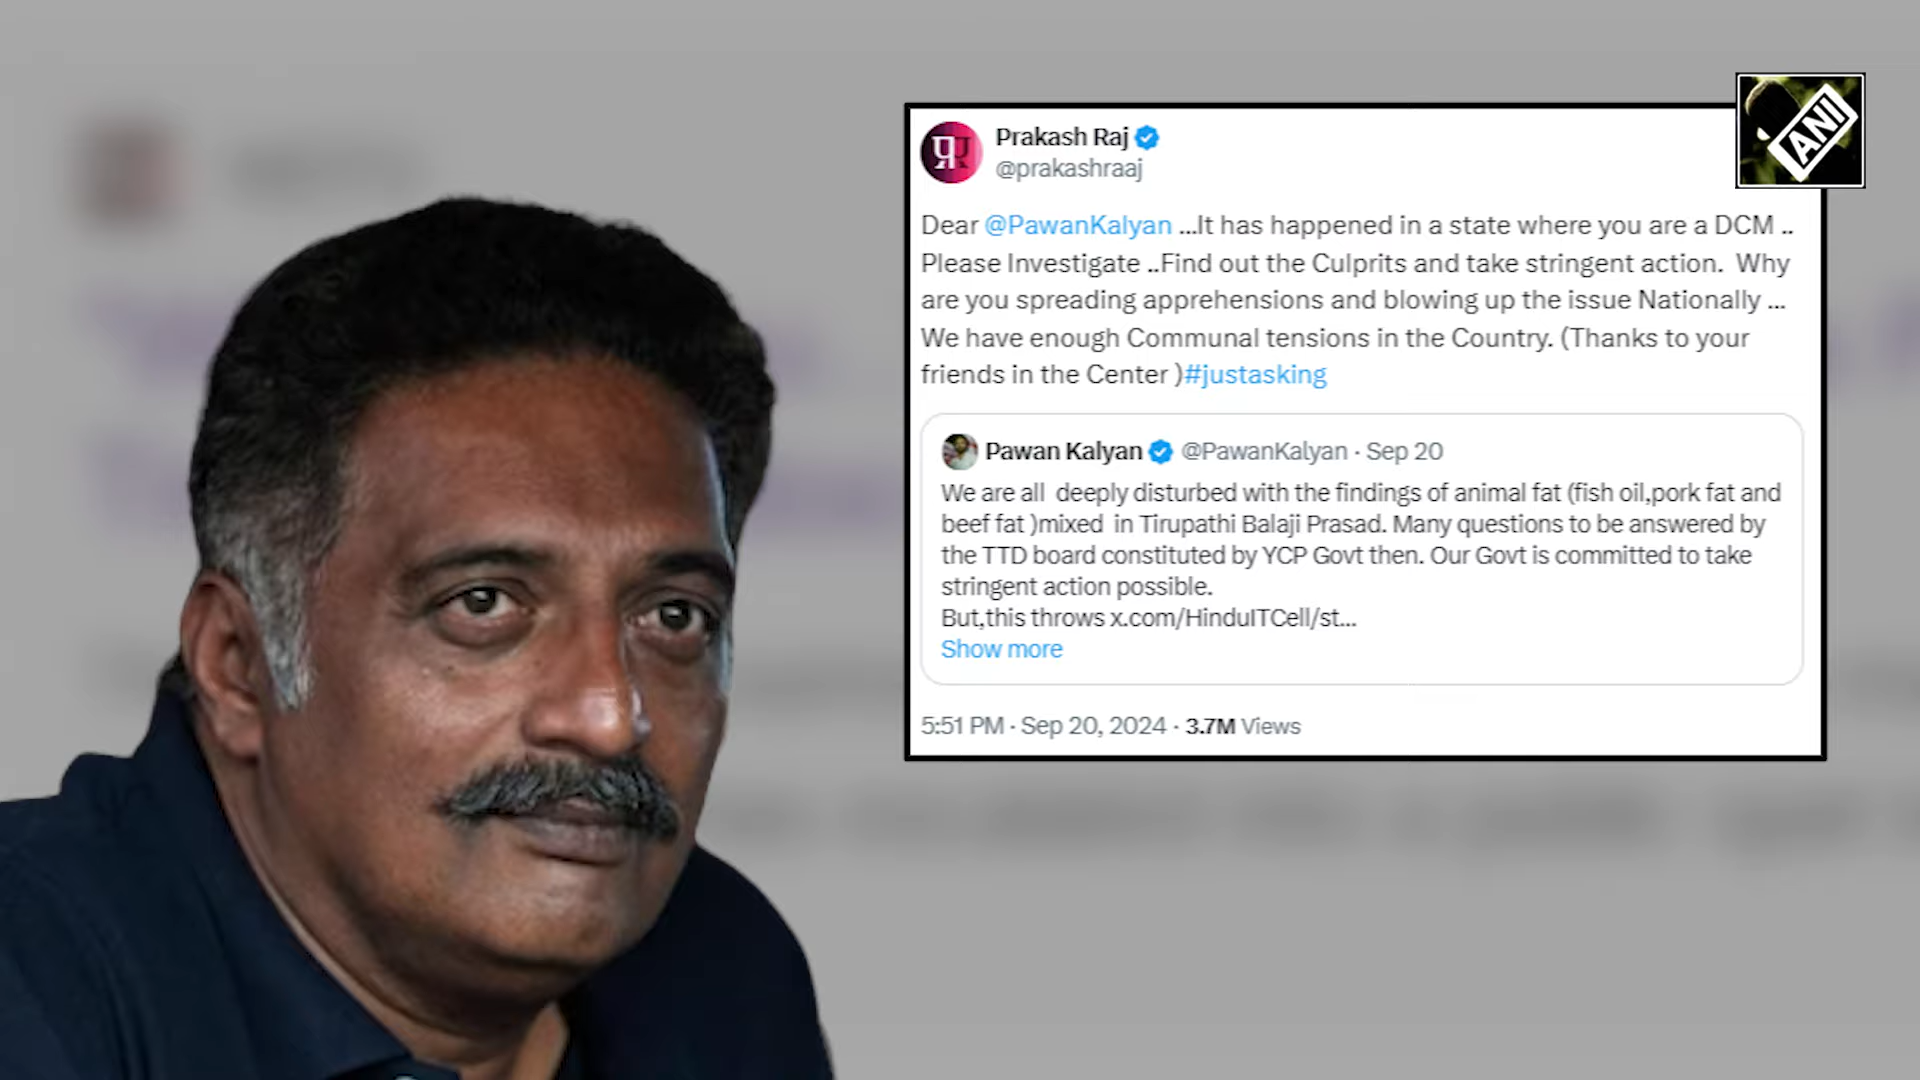 ANI
Prakash Raj
@prakashraaj
Dear @PawanKalyan ...It has happened in a state where you are a DCM ..
Please Investigate ..Find out the Culprits and take stringent action.  Why
are you spreading apprehensions and blowing up the issue Nationally ...
We have enough Communal tensions in the Country. (Thanks to your
friends in the Center )#justasking
Pawan Kalyan @PawanKalyan · Sep 20
We are all  deeply disturbed with the findings of animal fat (fish oil,pork fat and
beef fat )mixed  in Tirupathi Balaji Prasad. Many questions to be answered by
the TTD board constituted by YCP Govt then. Our Govt is committed to take
stringent action possible.
But,this throws x.com/HinduITCell/st...
Show more
5:51 PM · Sep 20, 2024 · 3.7M Views